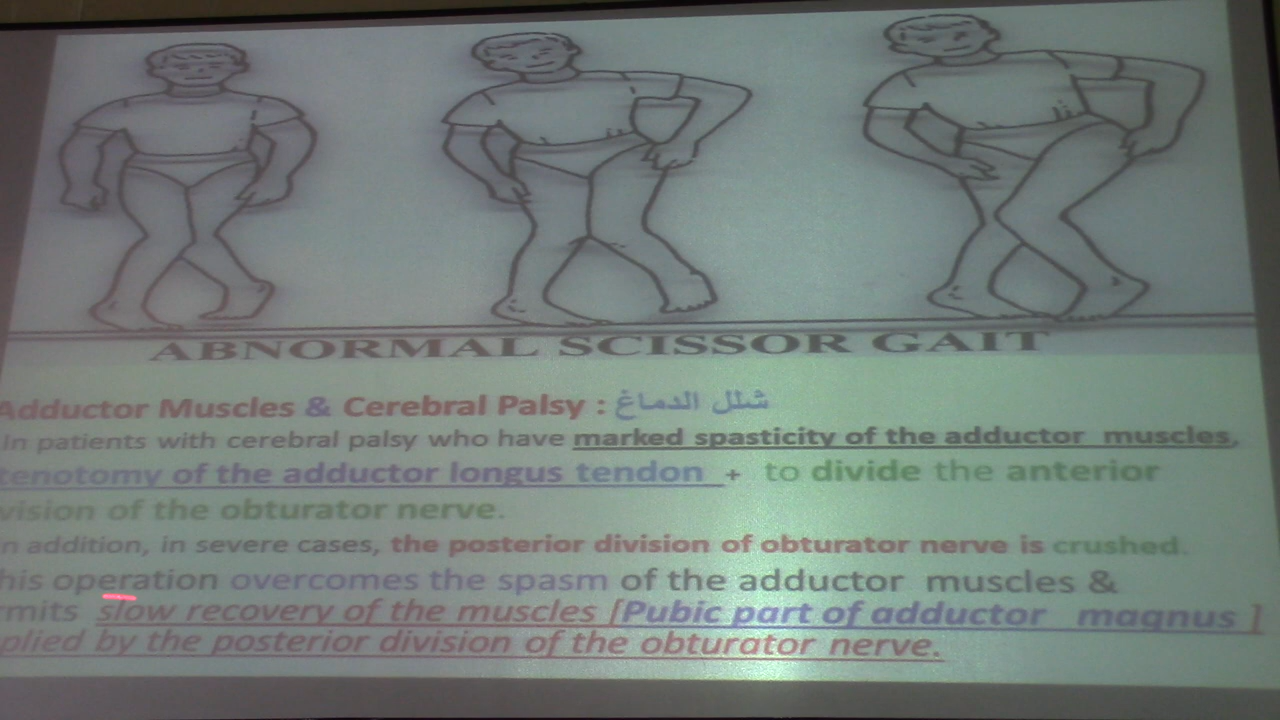 ABNORMAL SCISSOR GAIT
Adductor Muscles & Cerebral Palsy : شلل الدماغ
In patients with cerebral palsy who have marked spasticity of the adductor muscles,
tenotomy of the adductor longus tendon + to divide the anterior
vision of the obturator nerve.
n addition, in severe cases, the posterior division of obturator nerve is crushed.
his operation overcomes the spasm of the adductor muscles &
rmits slow recovery of the muscles [Pubic part of adductor magnus ]
plied by the posterior division of the obturator nerve.